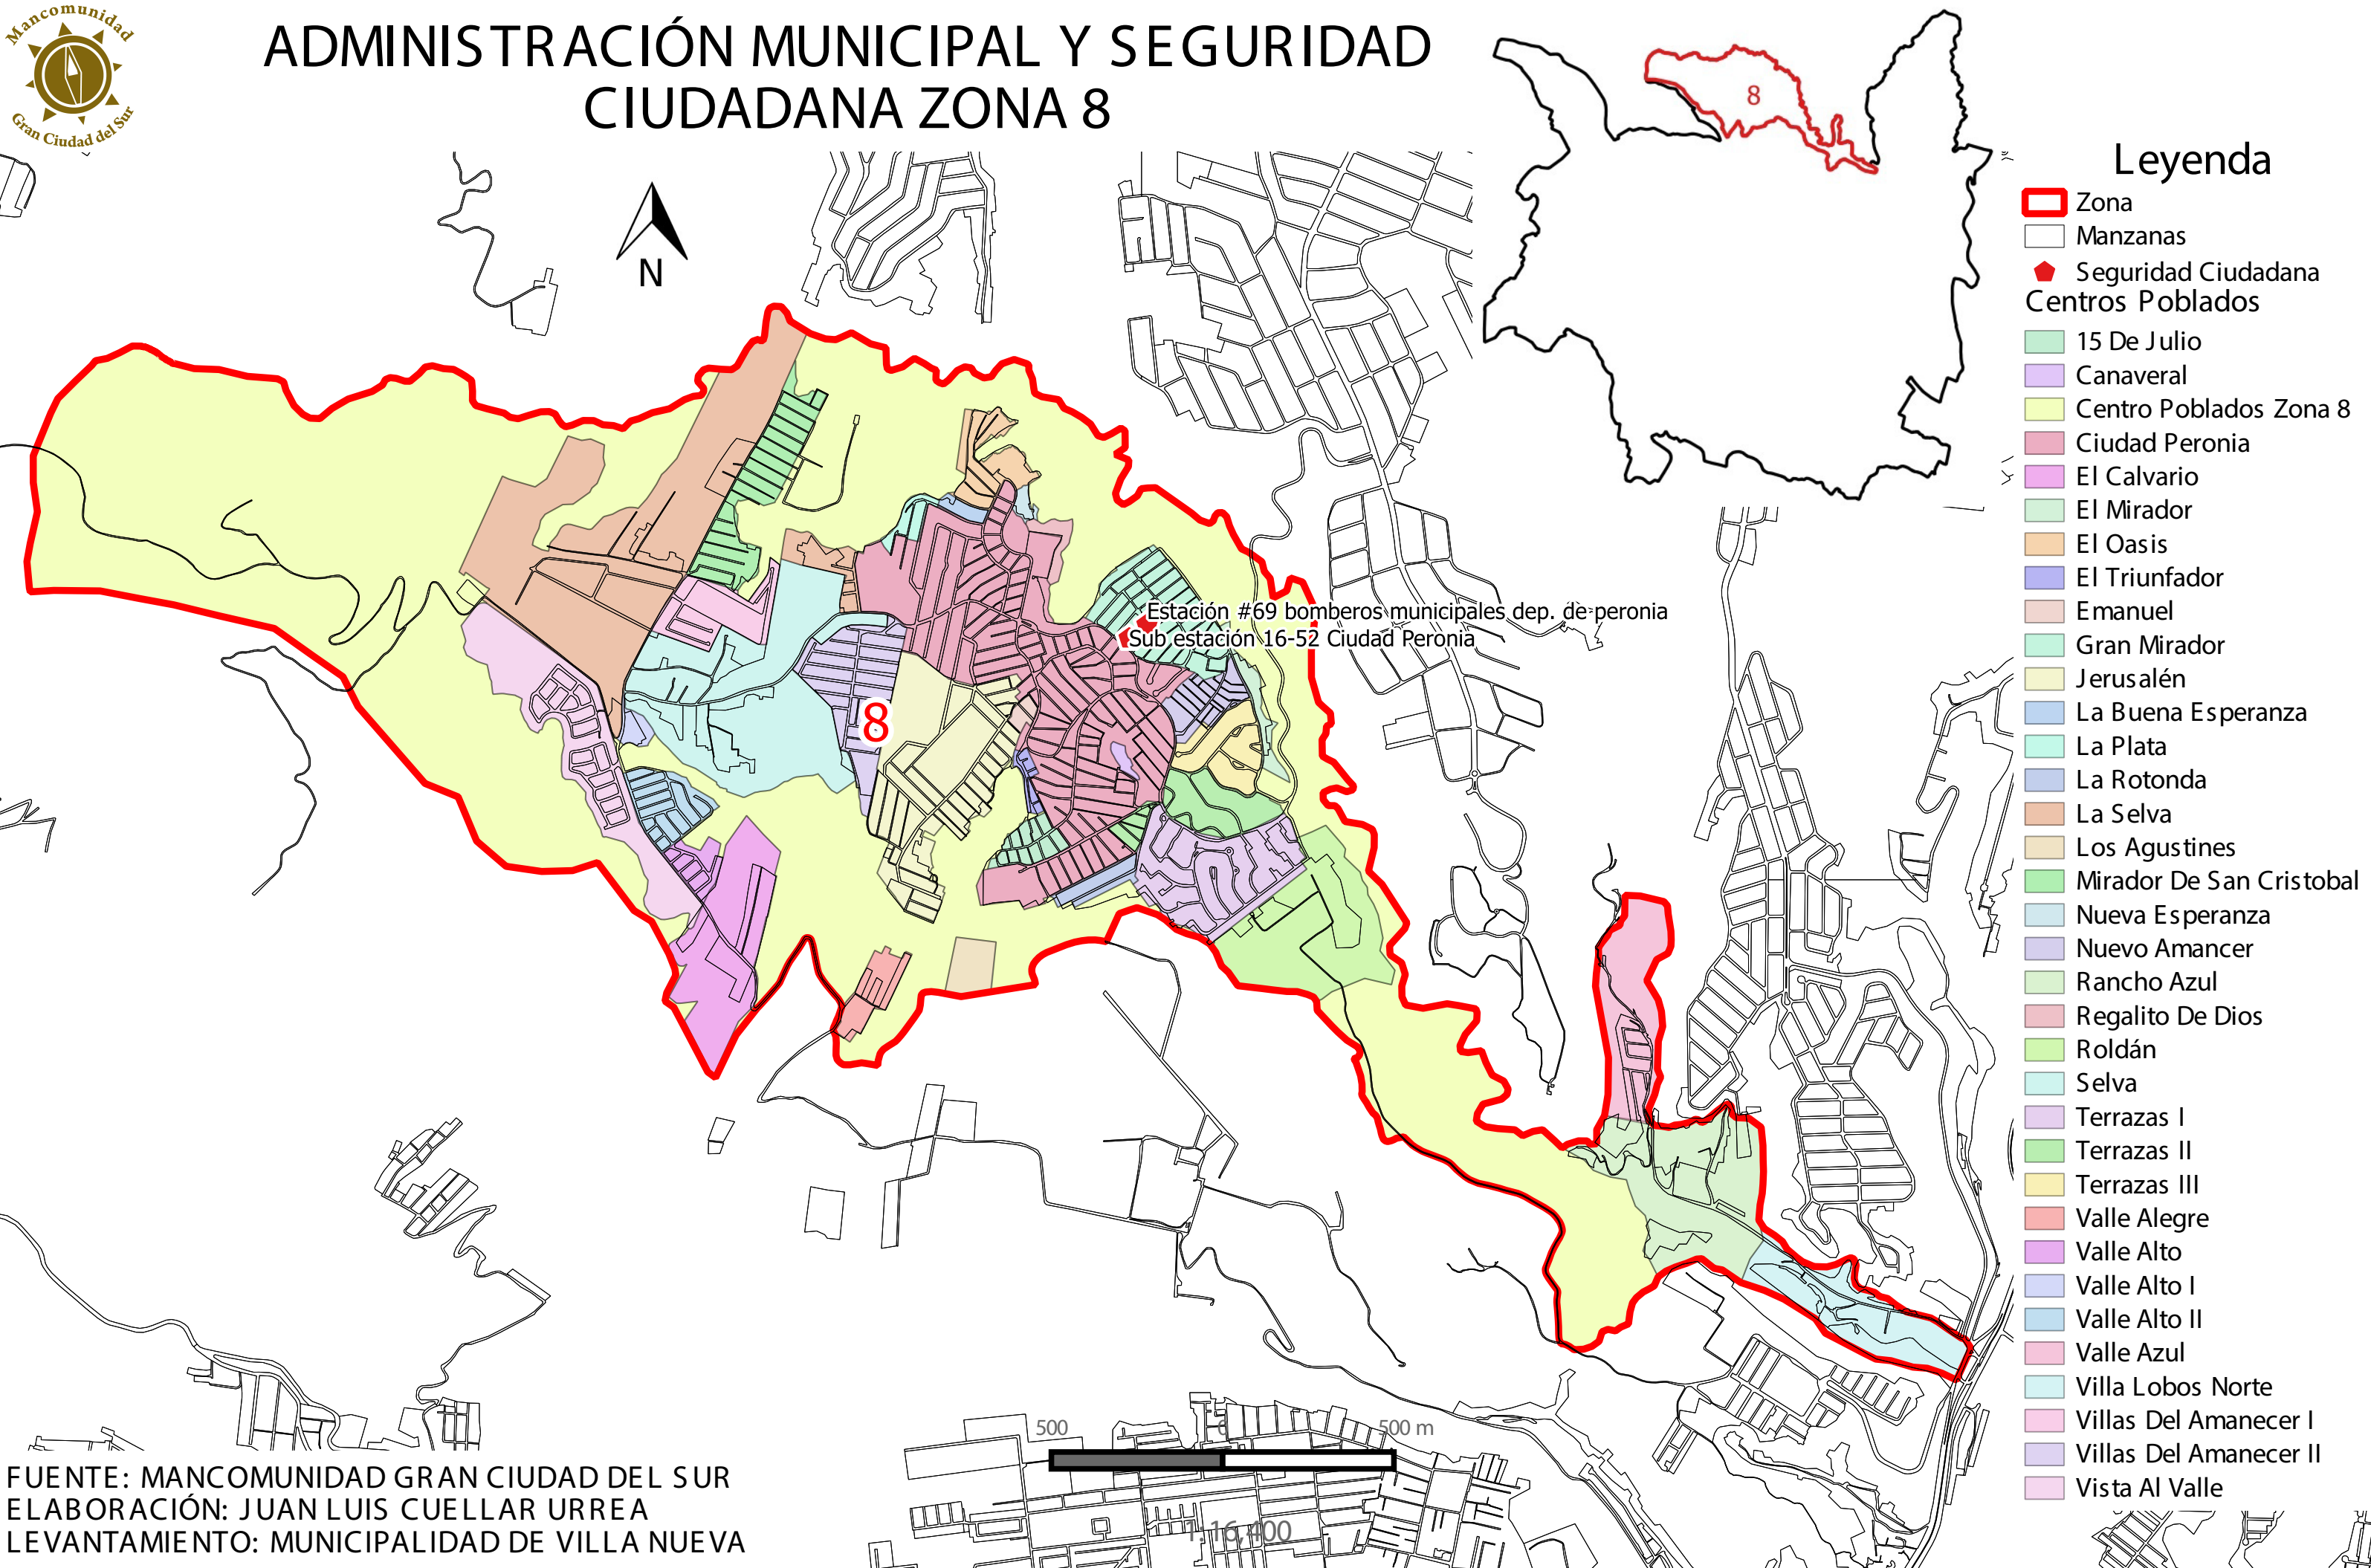 Mancomunidad
Gran Ciudad del Sur
ADMINISTRACIÓN MUNICIPAL Y SEGURIDAD
CIUDADANA ZONA 8
8
N
Leyenda
Zona
Manzanas
Seguridad Ciudadana
Centros Poblados
15 De Julio
Canaveral
Centro Poblados Zona 8
Ciudad Peronia
El Calvario
El Mirador
El Oasis
El Triunfador
Emanuel
Gran Mirador
Jerusalén
La Buena Esperanza
La Plata
La Rotonda
La Selva
Los Agustines
Mirador De San Cristobal
Nueva Esperanza
Nuevo Amancer
Rancho Azul
Regalito De Dios
Roldán
Selva
Terrazas I
Terrazas II
Terrazas III
Valle Alegre
Valle Alto
Valle Alto I
Valle Alto II
Valle Azul
Villa Lobos Norte
Villas Del Amanecer I
Villas Del Amanecer II
Vista Al Valle
Estación #69 bomberos municipales dep. de peronia
Sub estación 16-52 Ciudad Peronia
8
500 0 500 m
1:16,400
FUENTE: MANCOMUNIDAD GRAN CIUDAD DEL SUR
ELABORACIÓN: JUAN LUIS CUELLAR URREA
LEVANTAMIENTO: MUNICIPALIDAD DE VILLA NUEVA